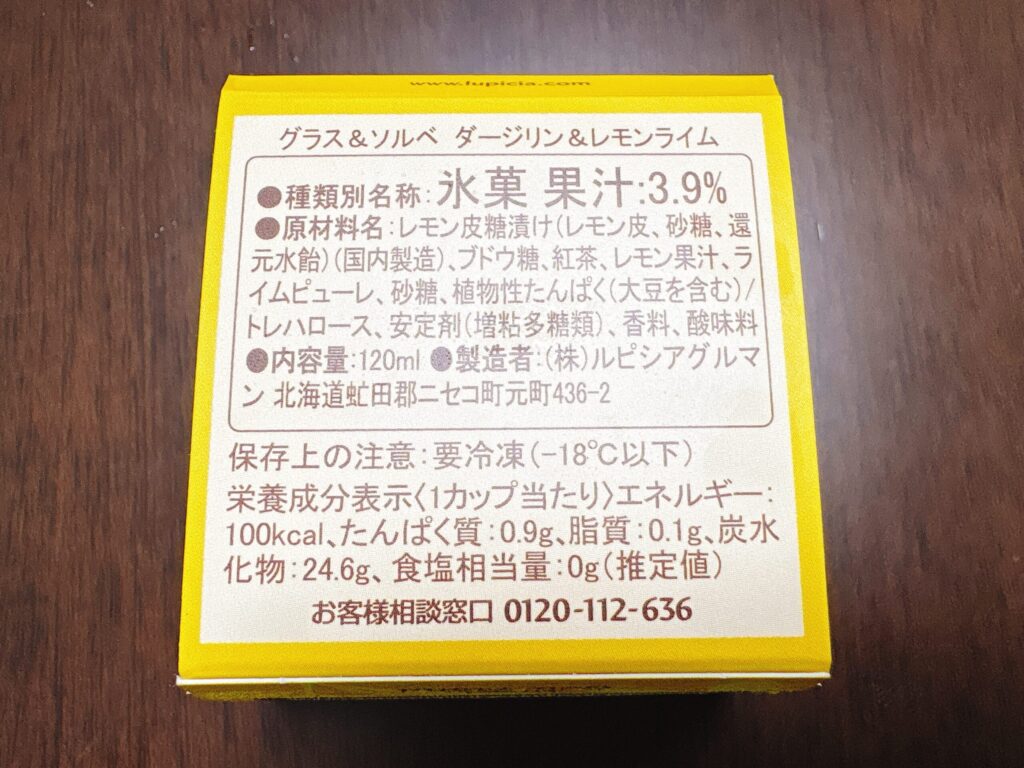 www.lupicia.com
グラス＆ソルベ ダージリン＆レモンライム
●種類別名称:氷菓 果汁:3.9%
●原材料名:レモン皮糖漬け(レモン皮、砂糖、還
元水飴)(国内製造)、ブドウ糖、紅茶、レモン果汁、ラ
イムピューレ、砂糖、植物性たんぱく(大豆を含む)/
トレハロース、安定剤(増粘多糖類)、香料、酸味料
●内容量:120ml ●製造者:(株)ルピシアグルマ
ン 北海道虻田郡ニセコ町元町436-2
保存上の注意:要冷凍(-18℃以下)
栄養成分表示〈1カップ当たり〉エネルギー:
100kcal、たんぱく質:0.9g、脂質:0.1g、炭水
化物:24.6g、食塩相当量:0g(推定値)
お客様相談窓口 0120-112-636